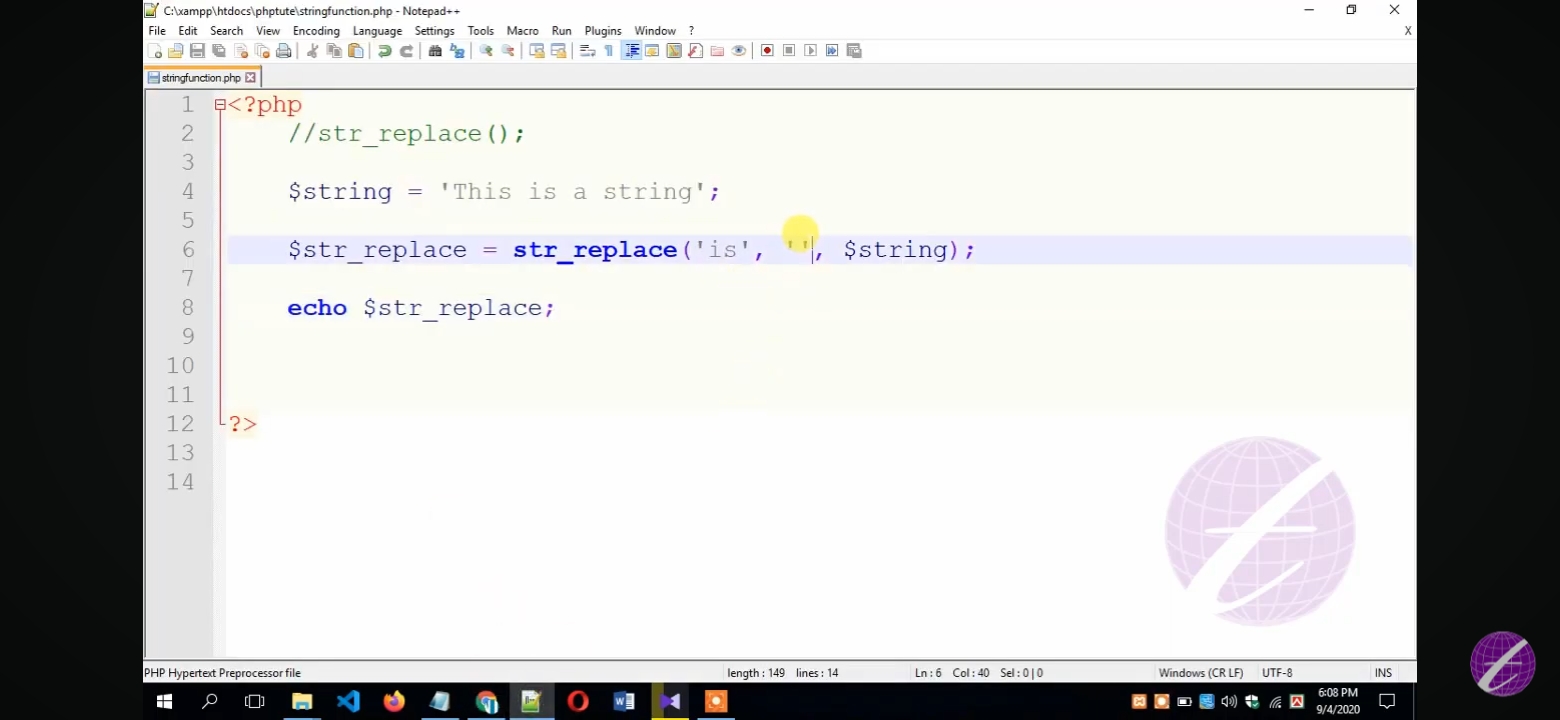 C:\xampp\htdocs\phptute\stringfunction.php - Notepad++
File Edit Search View Encoding Language Settings Tools Macro Run Plugins Window ? X
stringfunction.php
1 <?php
2 //str_replace();
3
4 $string = 'This is a string';
5
6 $str_replace = str_replace('is', '', $string);
7
8 echo $str_replace;
9
10
11
12 ?>
13
14
PHP Hypertext Preprocessor file length : 149 lines : 14 Ln : 6 Col : 40 Sel : 0 | 0 Windows (CR LF) UTF-8 INS
6:08 PM
9/4/2020